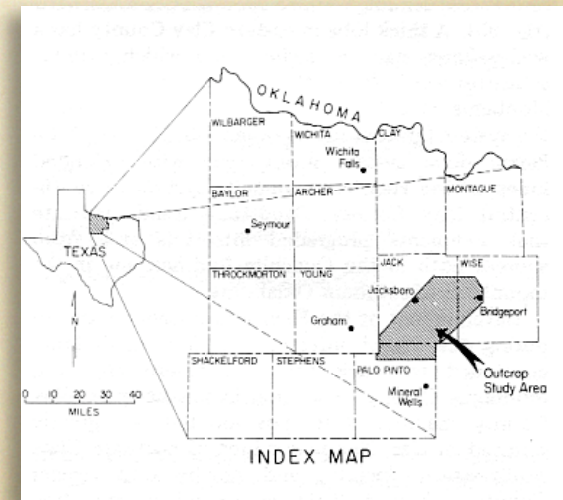 OKLAHOMA
WILBARGER
WICHITA
CLAY
Wichita
Falls
BAYLOR
ARCHER
MONTAGUE
Seymour
TEXAS
THROCKMORTON
YOUNG
JACK
WISE
Jacksboro
Bridgeport
N
Graham
SHACKELFORD
STEPHENS
PALO PINTO
Outcrop
Study Area
0 10 20 30 40
MILES
Mineral
Wells
INDEX MAP